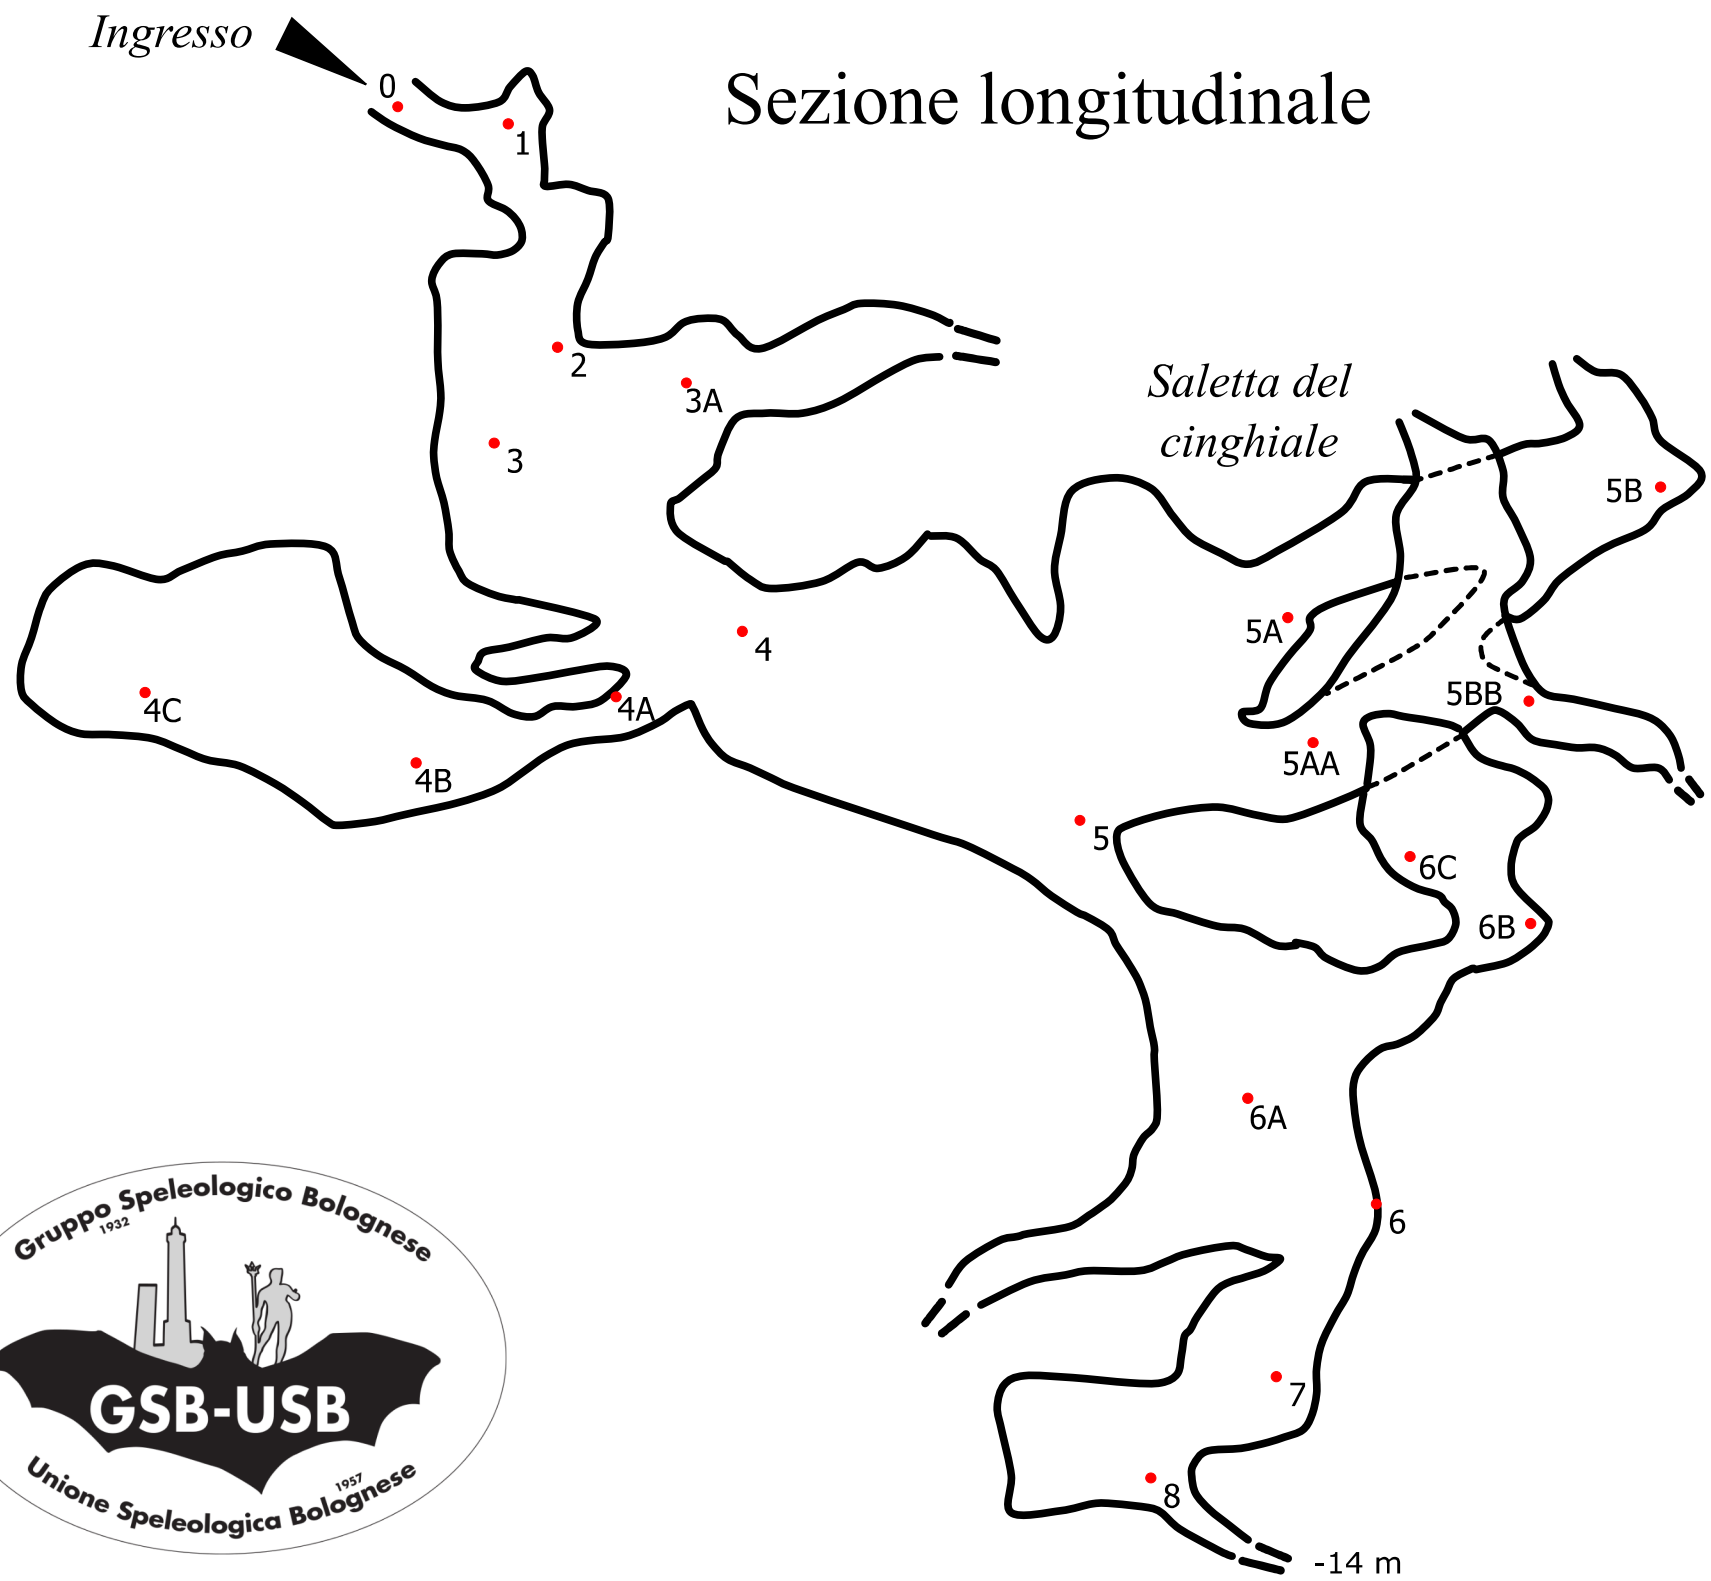 Ingresso
Sezione longitudinale
0
1
2
3A
3
Saletta del
cinghiale
5B
5A
4
5BB
4C
4A
5AA
4B
5
6C
6B
6A
6
7
8
-14 m
Gruppo Speleologico Bolognese
1932
GSB-USB
1957
Unione Speleologica Bolognese